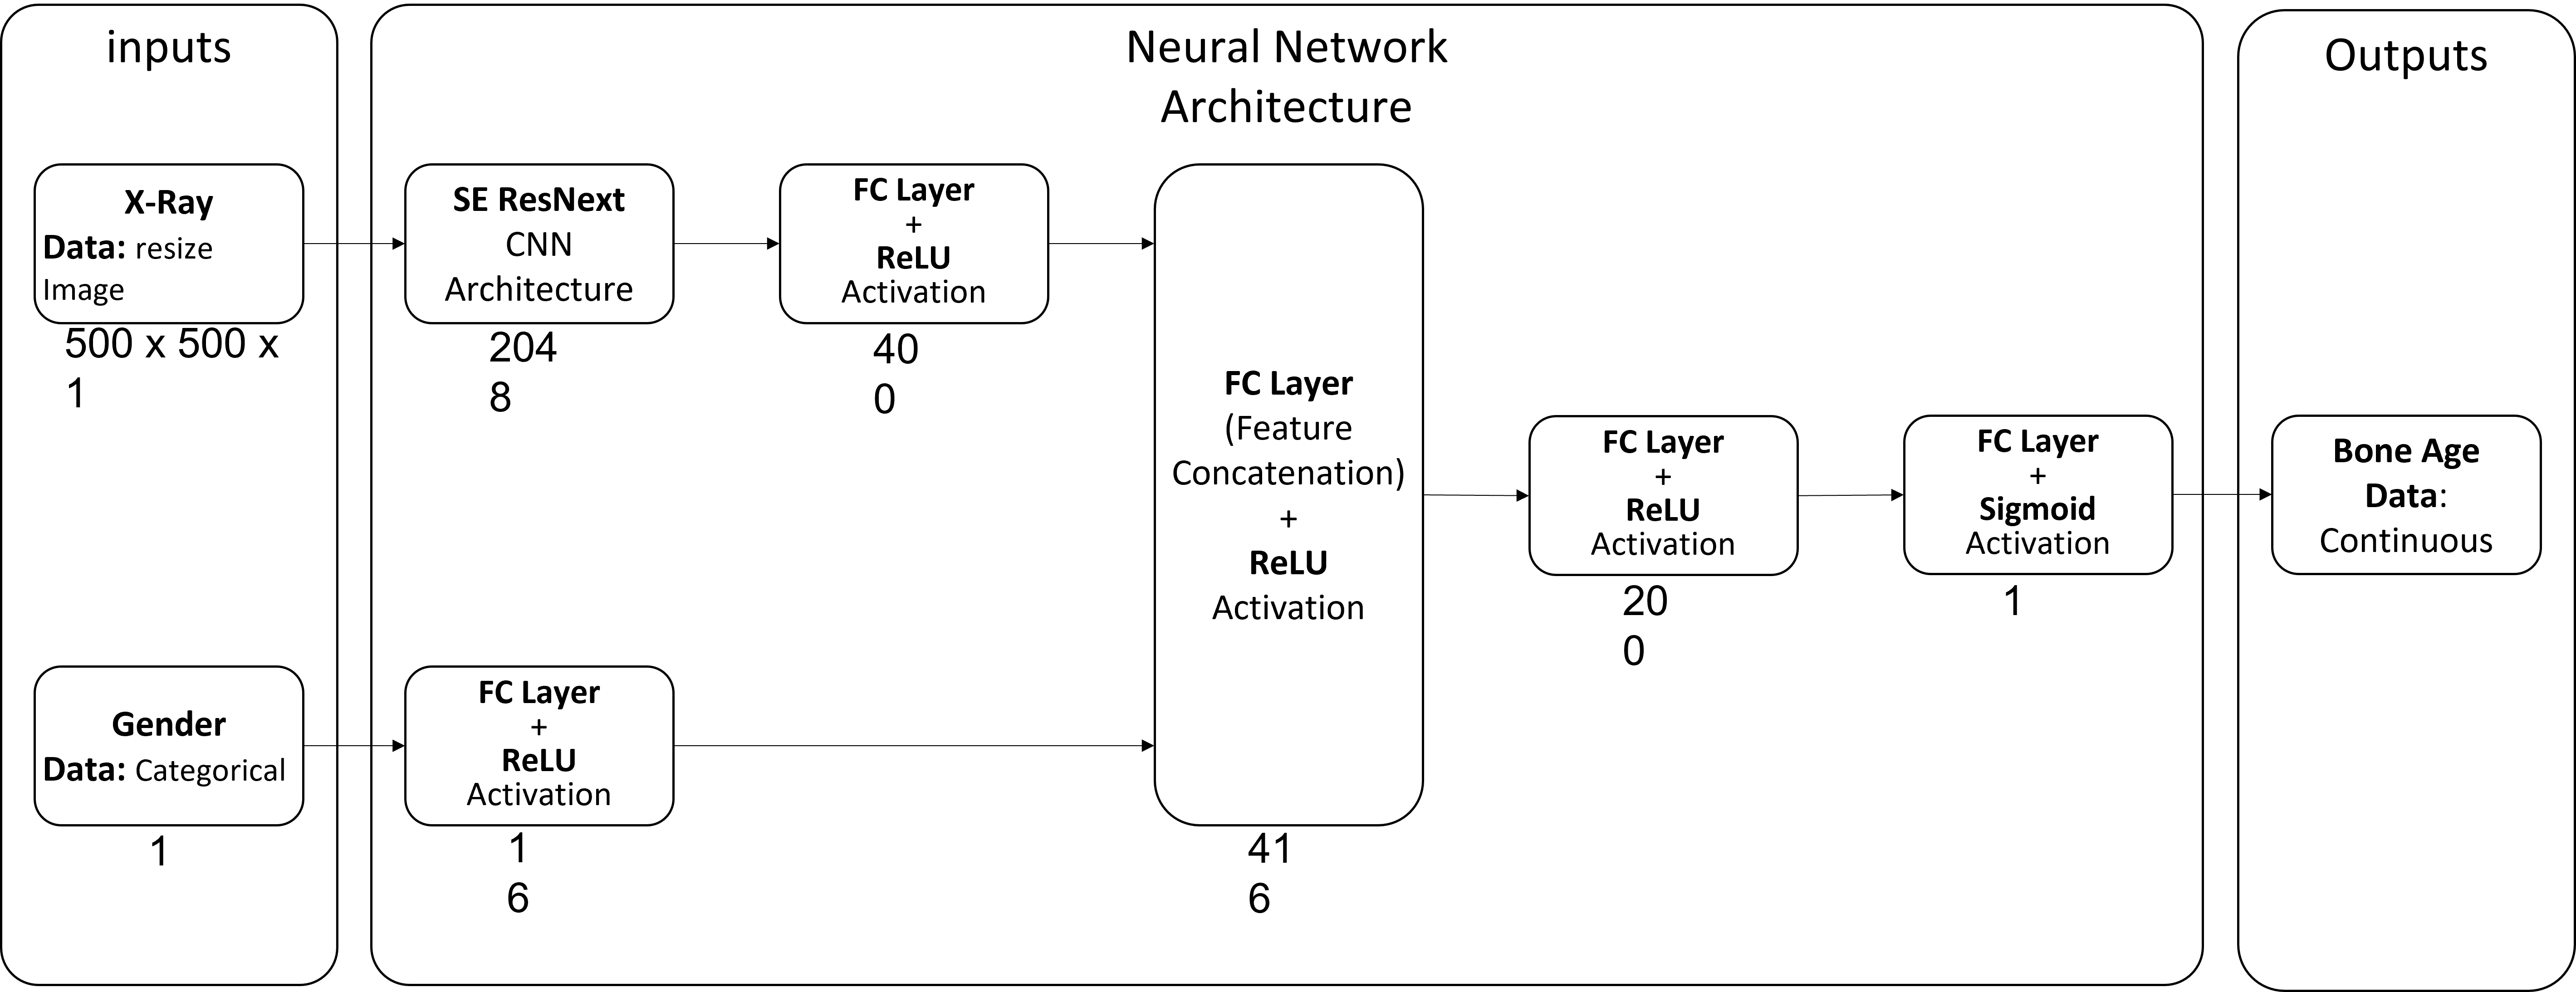 inputs
X-Ray
Data: resize
Image
500 x 500 x
1
Gender
Data: Categorical
1
Neural Network
Architecture
SE ResNext
CNN
Architecture
204
8
FC Layer
+
ReLU
Activation
40
0
FC Layer
+
ReLU
Activation
1
6
FC Layer
(Feature
Concatenation)
+
ReLU
Activation
41
6
FC Layer
+
ReLU
Activation
20
0
FC Layer
+
Sigmoid
Activation
1
Outputs
Bone Age
Data:
Continuous